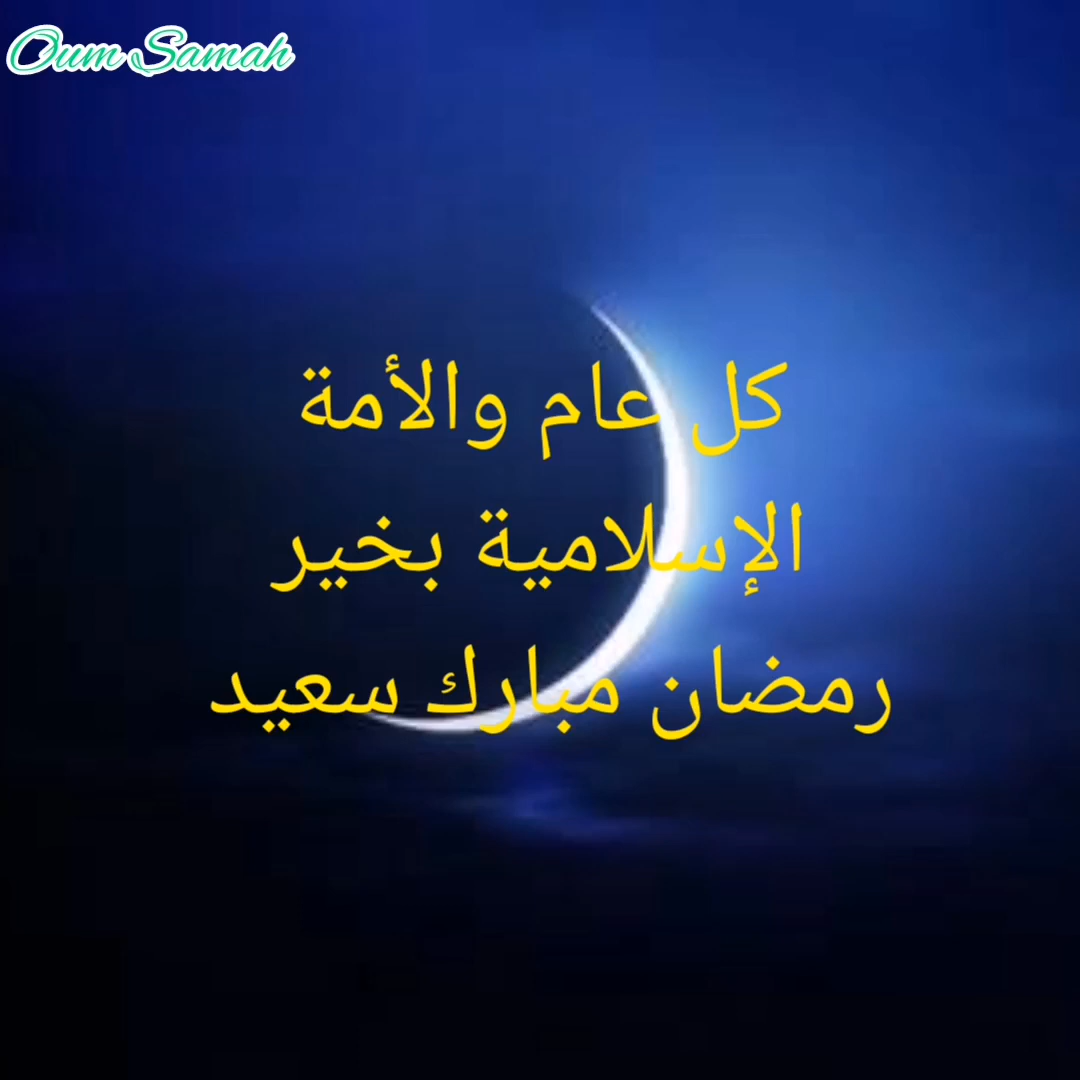 Oum Samah
كل عام والأمة
الإسلامية بخير
رمضان مبارك سعيد